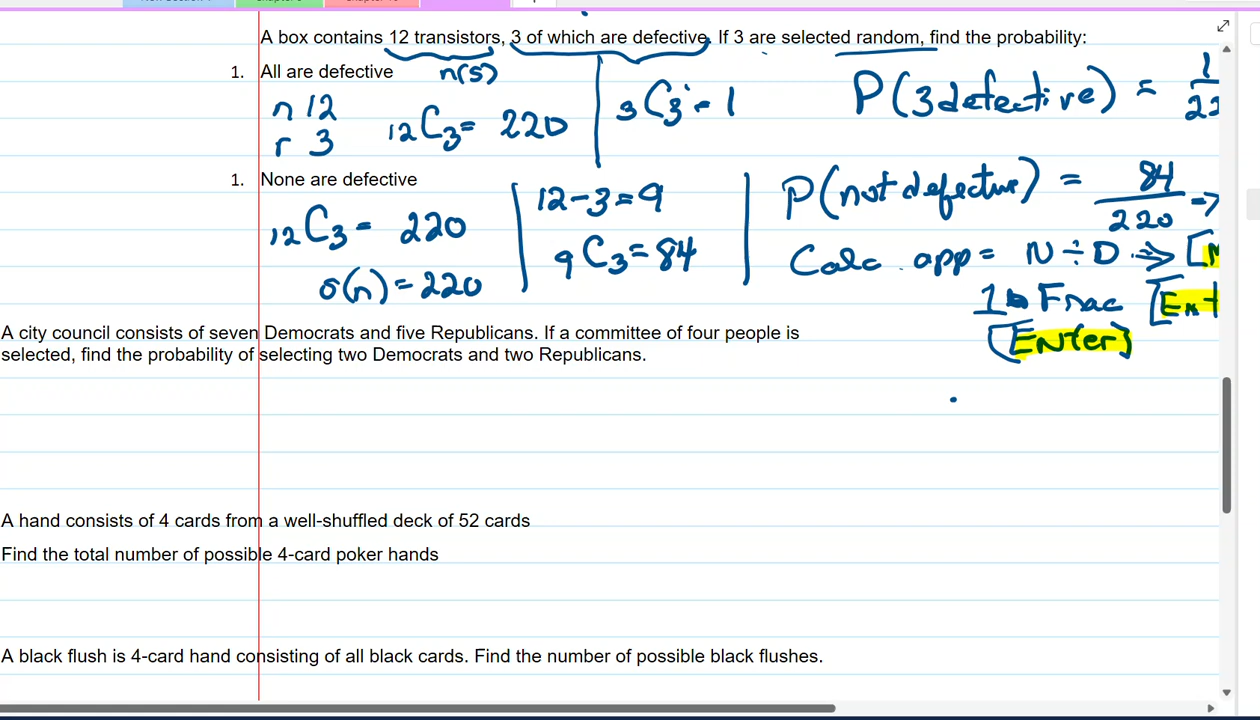 A box contains 12 transistors, 3 of which are defective. If 3 are selected random, find the probability:
1. All are defective
n(s)
n 12
r 3
12C3 = 220
3C3 = 1
P(3 defective) = 1/22
1. None are defective
12C3 = 220
s(n) = 220
12-3=9
9C3=84
P(not defective) = 84/220 =>
Calc. app = N ÷ D => [
1 Frac [Ent
[Enter]
A city council consists of seven Democrats and five Republicans. If a committee of four people is
selected, find the probability of selecting two Democrats and two Republicans.
A hand consists of 4 cards from a well-shuffled deck of 52 cards
Find the total number of possible 4-card poker hands
A black flush is 4-card hand consisting of all black cards. Find the number of possible black flushes.